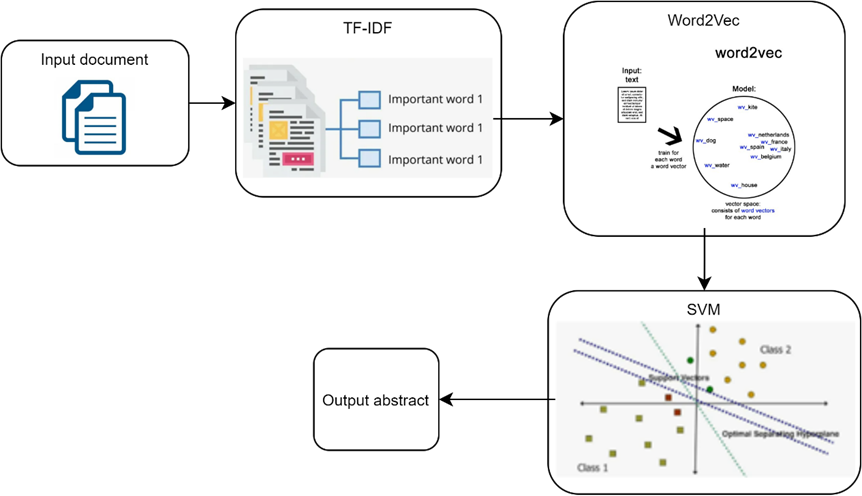 Input document
TF-IDF
Important word 1
Important word 1
Important word 1
Word2Vec
word2vec
Input:
text
Model:
wv_kite
wv_space
wv_dog
wv_netherlands
wv_france
wv_spain
wv_italy
wv_belgium
wv_water
wv_house
train for
each word
a word vector
vector space:
consists of word vectors
for each word
SVM
Class 2
Support Vectors
Optimal Separating Hyperplane
Class 1
Output abstract